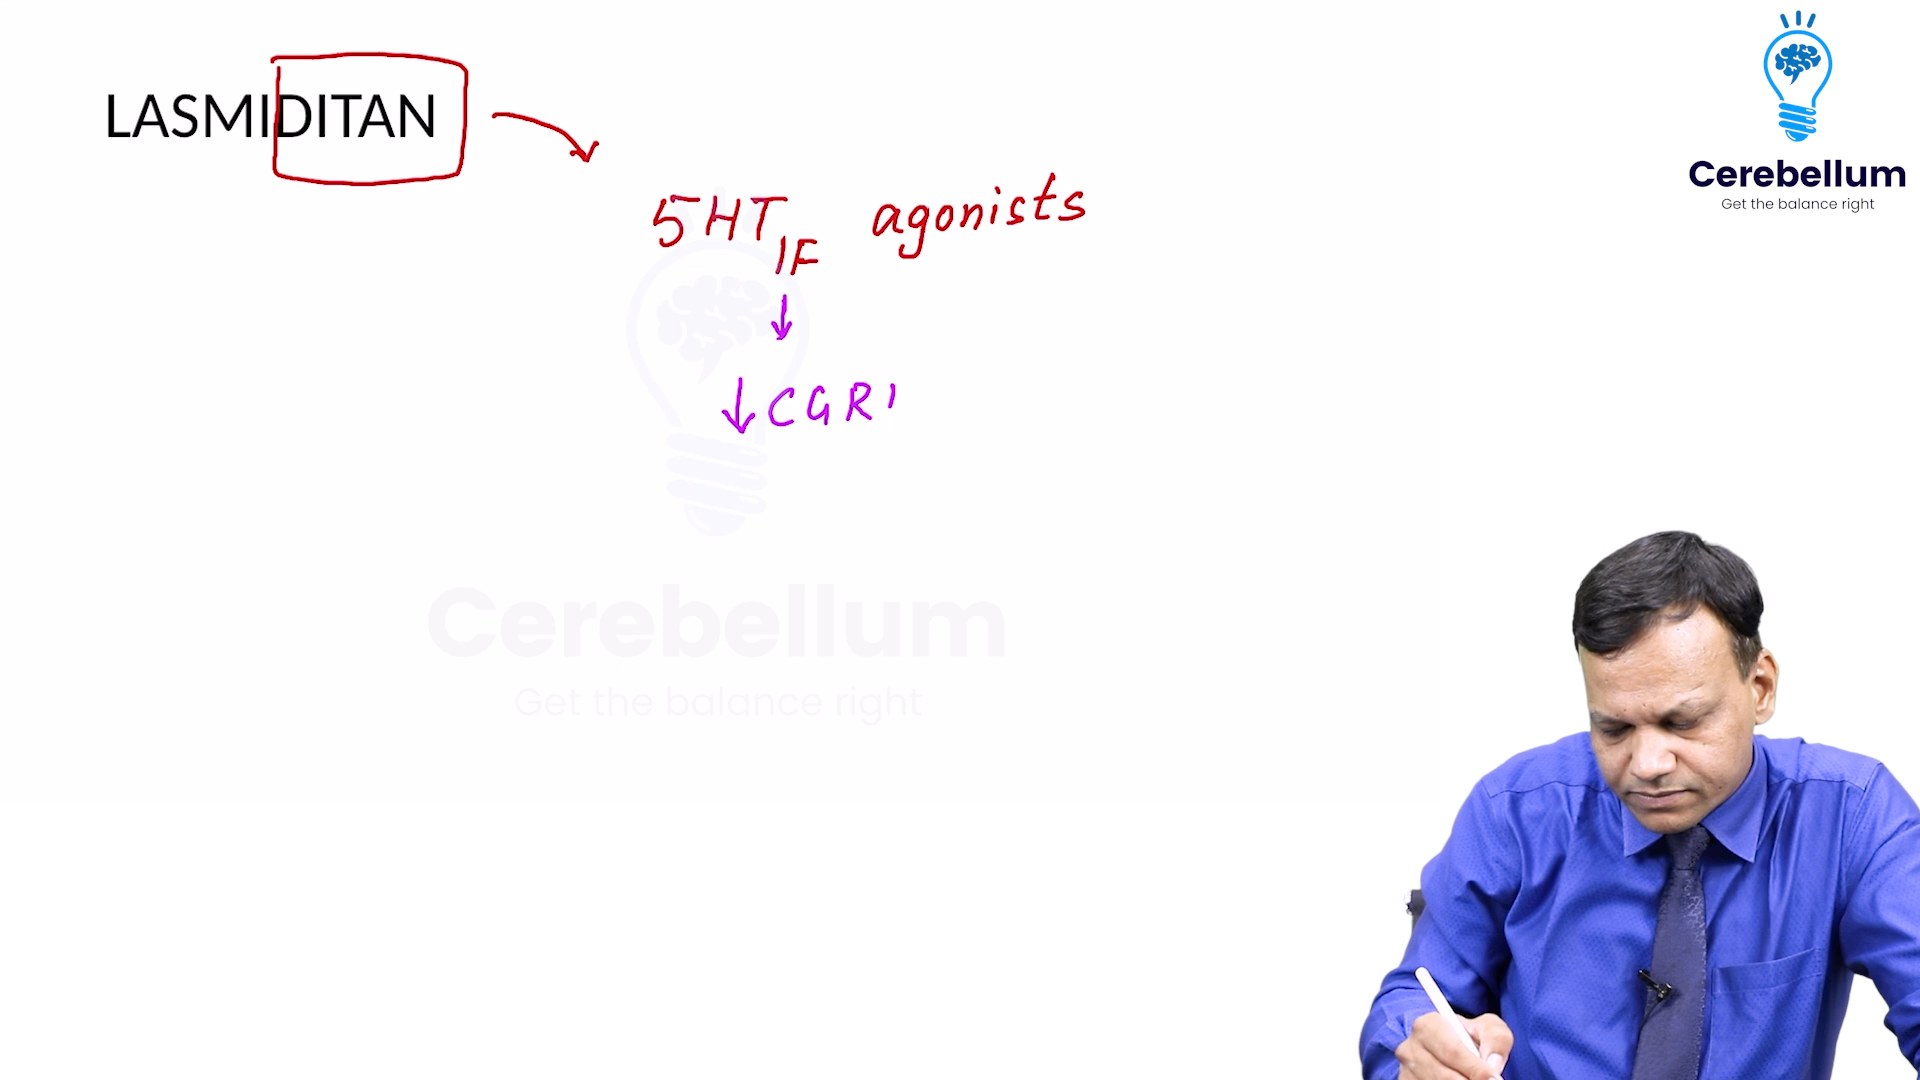 LASMIDITAN
5HT1F agonists
↓
↓ CGR
Cerebellum
Get the balance right
Cerebellum
Get the balance right